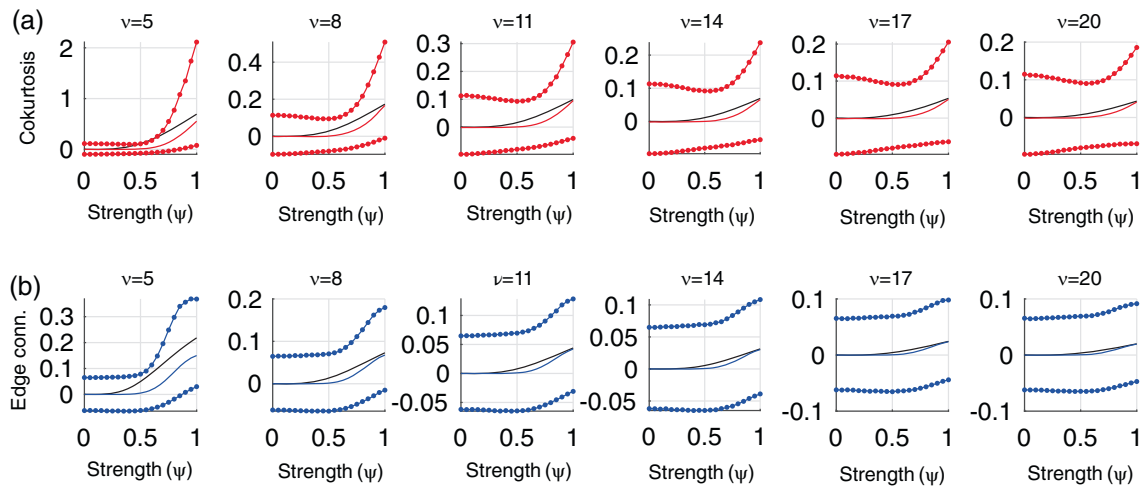 (a)
ν=5 ν=8 ν=11 ν=14 ν=17 ν=20
Cokurtosis
2 1 0
0.4 0.2 0
0.3 0.2 0.1 0
0.2 0.1 0
0.2 0.1 0
0.1 0
0 0.5 1 0 0.5 1 0 0.5 1 0 0.5 1 0 0.5 1 0 0.5 1
Strength (ψ) Strength (ψ) Strength (ψ) Strength (ψ) Strength (ψ) Strength (ψ)
(b)
ν=5 ν=8 ν=11 ν=14 ν=17 ν=20
Edge conn.
0.3 0.2 0.1 0
0.2 0.1 0
0.1 0.05 0 -0.05
0.1 0.05 0 -0.05
0.1 0 -0.1
0.1 0 -0.1
0 0.5 1 0 0.5 1 0 0.5 1 0 0.5 1 0 0.5 1 0 0.5 1
Strength (ψ) Strength (ψ) Strength (ψ) Strength (ψ) Strength (ψ) Strength (ψ)